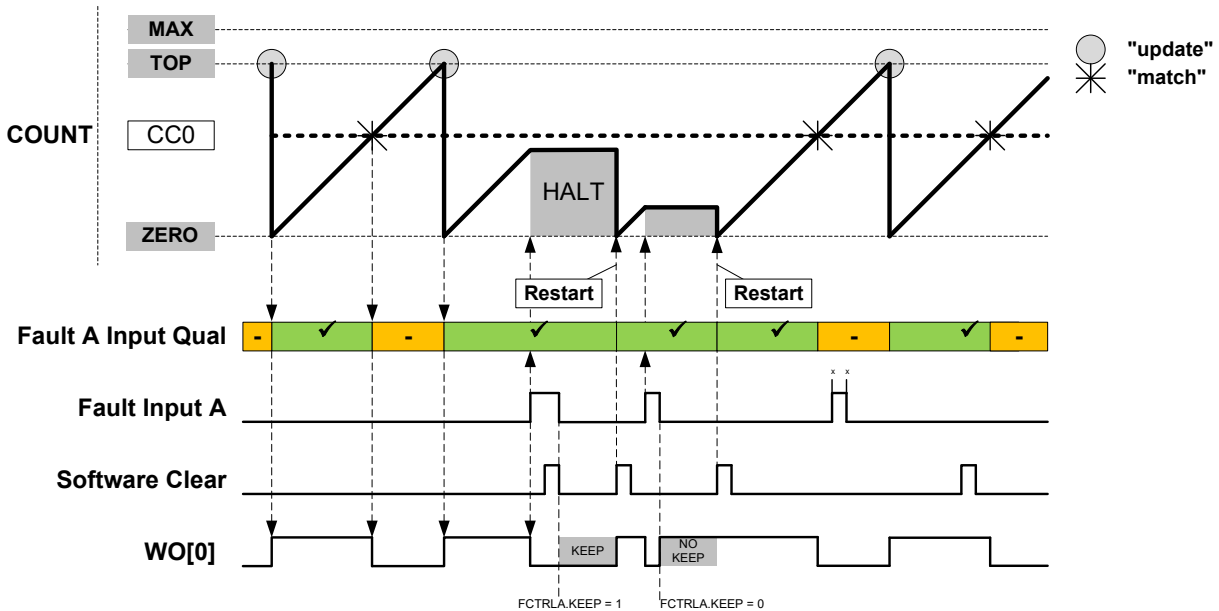 MAX
"update"
TOP
"match"
COUNT
CC0
HALT
ZERO
Restart
Restart
Fault A Input Qual
- ✓ - ✓ ✓ ✓ - ✓ -
x x
Fault Input A
Software Clear
WO[0]
KEEP
NO
KEEP
FCTRLA.KEEP = 1
FCTRLA.KEEP = 0